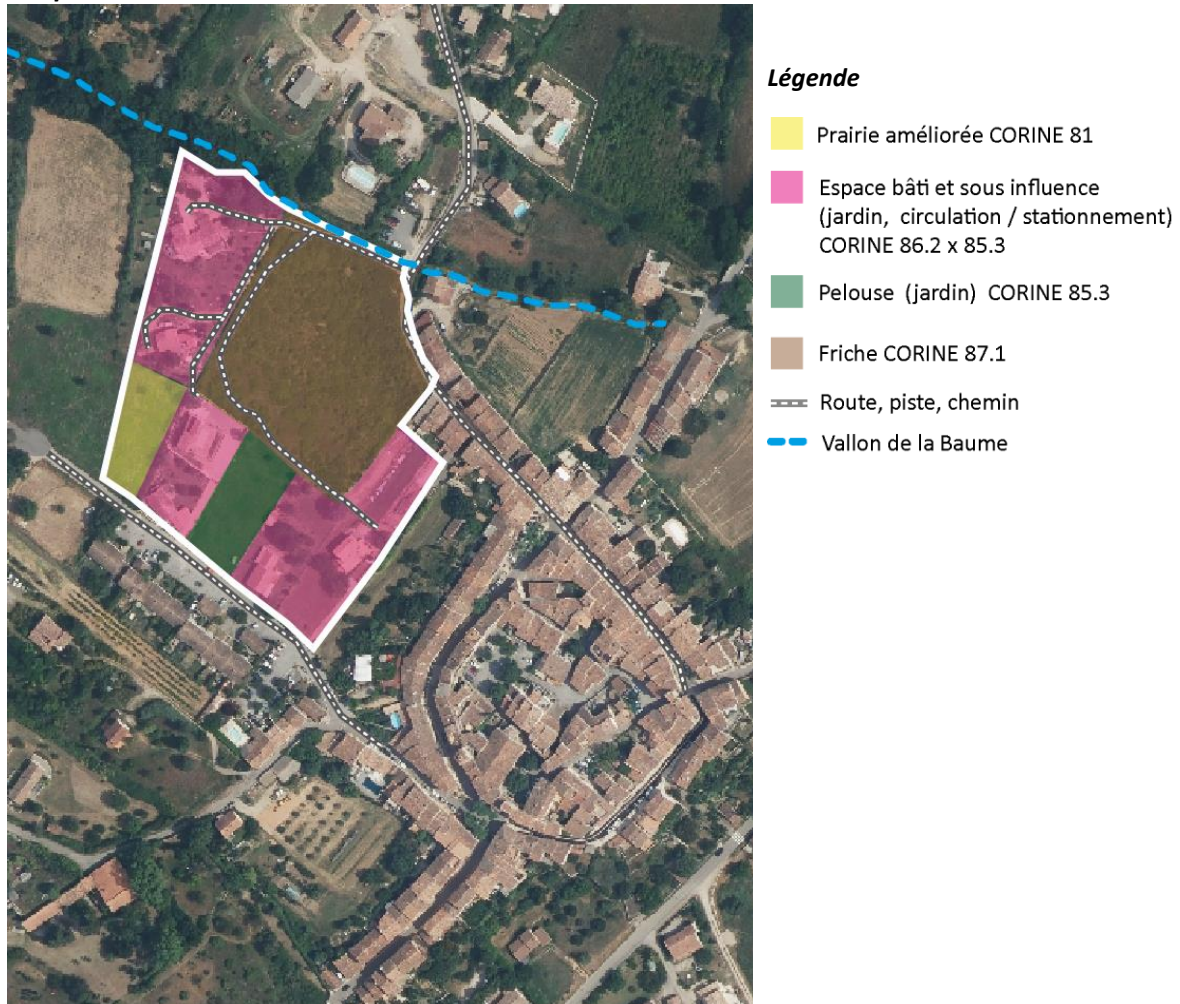 Légende
Prairie améliorée CORINE 81
Espace bâti et sous influence
(jardin, circulation / stationnement)
CORINE 86.2 x 85.3
Pelouse (jardin) CORINE 85.3
Friche CORINE 87.1
Route, piste, chemin
Vallon de la Baume